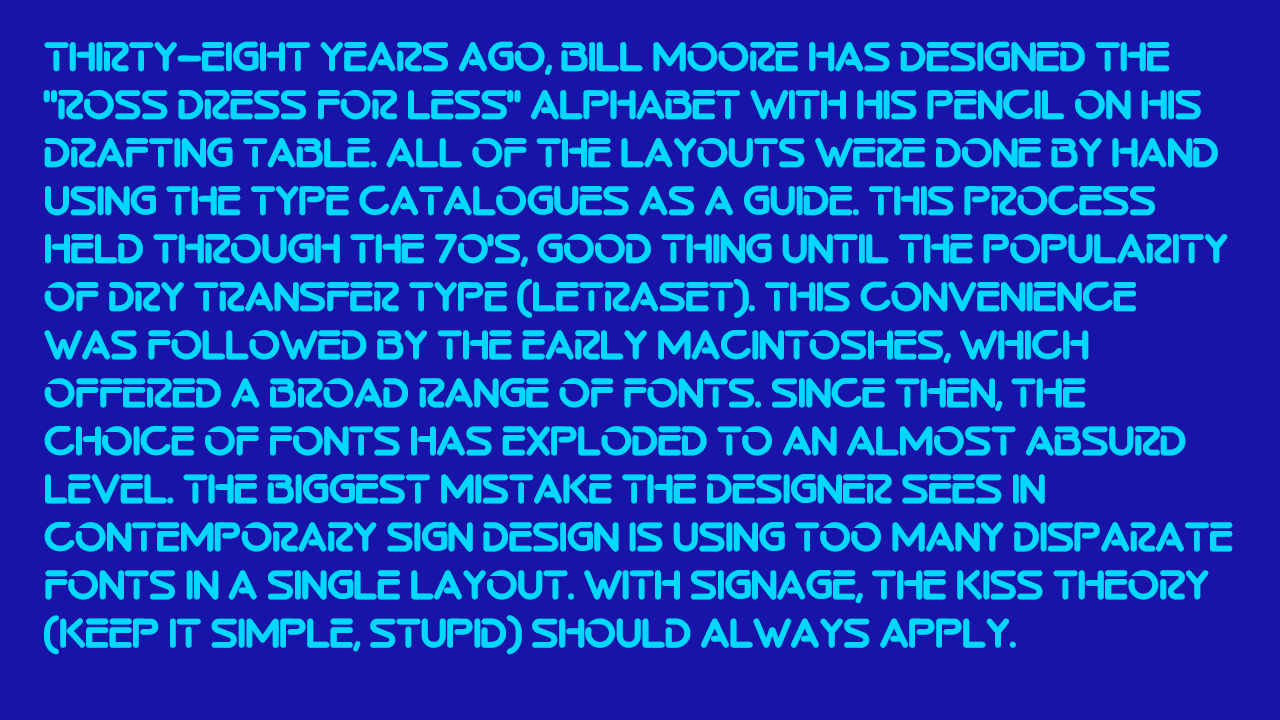 THIRTY-EIGHT YEARS AGO, BILL MOORE HAS DESIGNED THE
"ROSS DRESS FOR LESS" ALPHABET WITH HIS PENCIL ON HIS
DRAFTING TABLE. ALL OF THE LAYOUTS WERE DONE BY HAND
USING THE TYPE CATALOGUES AS A GUIDE. THIS PROCESS
HELD THROUGH THE 70'S, GOOD THING UNTIL THE POPULARITY
OF DRY TRANSFER TYPE (LETRASET). THIS CONVENIENCE
WAS FOLLOWED BY THE EARLY MACINTOSHES, WHICH
OFFERED A BROAD RANGE OF FONTS. SINCE THEN, THE
CHOICE OF FONTS HAS EXPLODED TO AN ALMOST ABSURD
LEVEL. THE BIGGEST MISTAKE THE DESIGNER SEES IN
CONTEMPORARY SIGN DESIGN IS USING TOO MANY DISPARATE
FONTS IN A SINGLE LAYOUT. WITH SIGNAGE, THE KISS THEORY
(KEEP IT SIMPLE, STUPID) SHOULD ALWAYS APPLY.